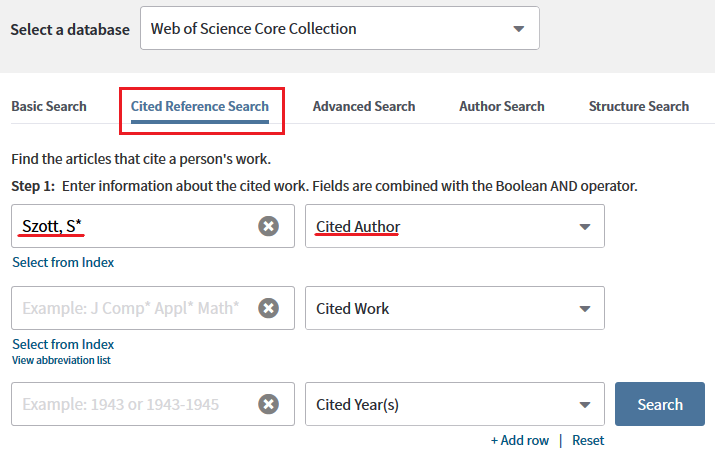 Select a database Web of Science Core Collection
Basic Search Cited Reference Search Advanced Search Author Search Structure Search
Find the articles that cite a person's work.
Step 1: Enter information about the cited work. Fields are combined with the Boolean AND operator.
Szott, S* Cited Author
Select from Index
Example: J Comp* Appl* Math* Cited Work
Select from Index
View abbreviation list
Example: 1943 or 1943-1945 Cited Year(s) Search
+ Add row | Reset